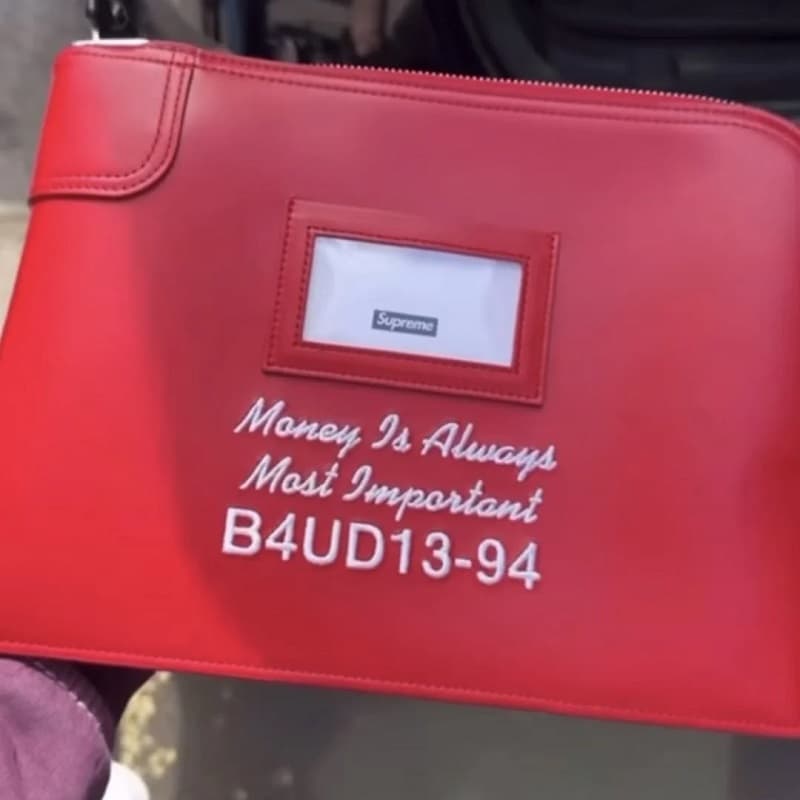 Supreme
Money Is Always
Most Important
B4UD13-94